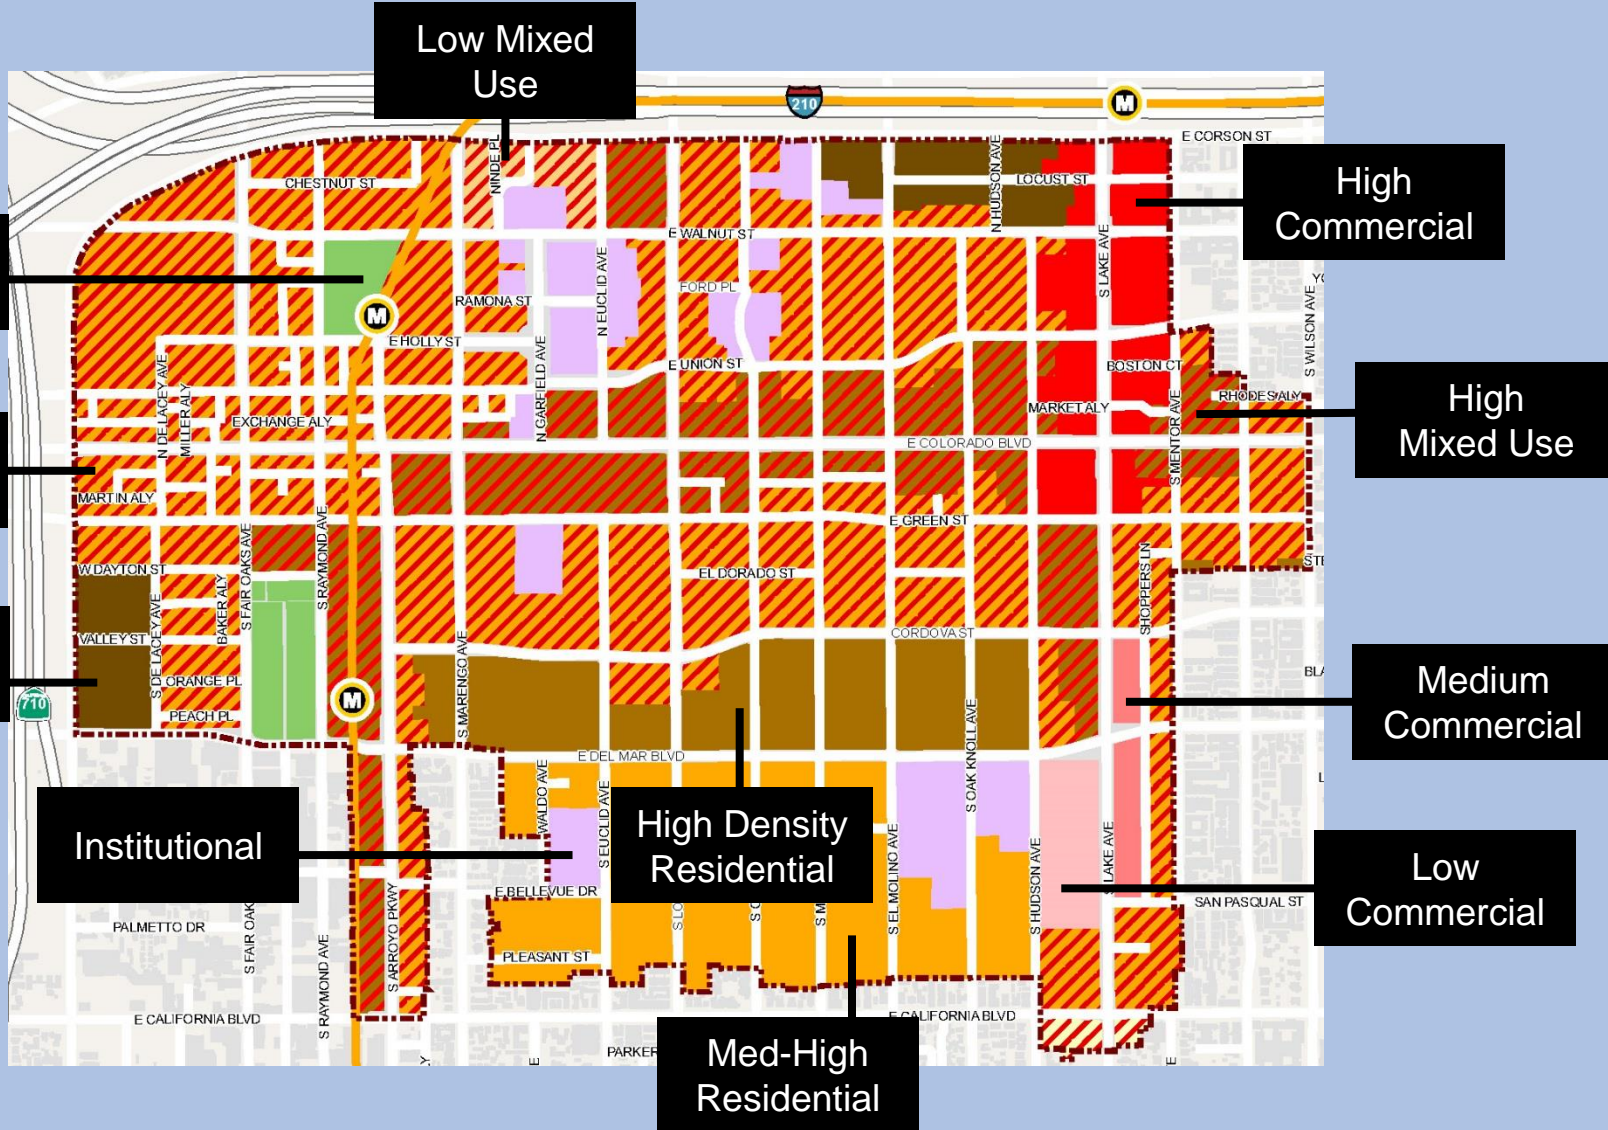 Low Mixed
Use
210
M
E CORSON ST
NINDE PL
N HUDSON AVE
CHESTNUT ST
LOCUST ST
High
Commercial
E WALNUT ST
S LAKE AVE
N EUCLID AVE
FORD PL
RAMONA ST
M
E HOLLY ST
N GARFIELD AVE
S WILSON AVE
E UNION ST
BOSTON CT
N DE LACEY AVE
MILLER ALY
EXCHANGE ALY
MARKET ALY
RHODES ALY
High
Mixed Use
S MENTOR AVE
E COLORADO BLVD
MARTIN ALY
E GREEN ST
S FAIR OAKS AVE
S RAYMOND AVE
W DAYTON ST
EL DORADO ST
SHOPPERS LN
BAKER ALY
S DE LACEY AVE
VALLEY ST
CORDOVA ST
S MARENGO AVE
ORANGE PL
710
M
PEACH PL
S OAK KNOLL AVE
Medium
Commercial
E DEL MAR BLVD
WALDO AVE
S EUCLID AVE
Institutional
High Density
Residential
S EL MOLINO AVE
S HUDSON AVE
S LAKE AVE
Low
Commercial
E BELLEVUE DR
SAN PASQUAL ST
S ARROYO PKWY
PALMETTO DR
S FAIR OAK
S RAYMOND AVE
PLEASANT ST
E CALIFORNIA BLVD
E CALIFORNIA BLVD
PARKER
Med-High
Residential